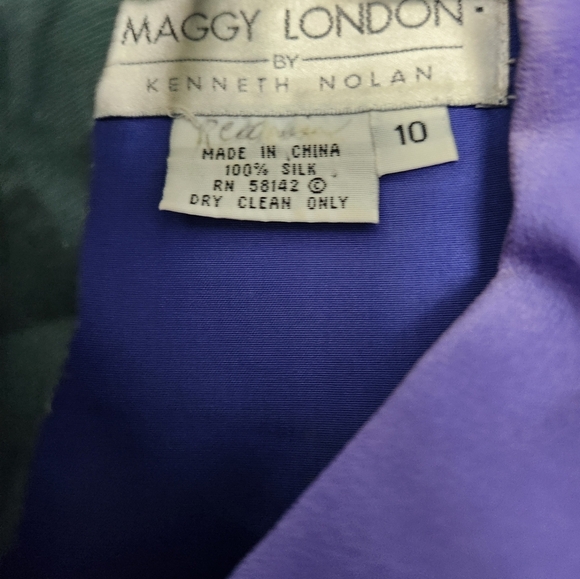 MAGGY LONDON
BY
KENNETH NOLAN
10
MADE IN CHINA
100% SILK
RN 58142 ©
DRY CLEAN ONLY